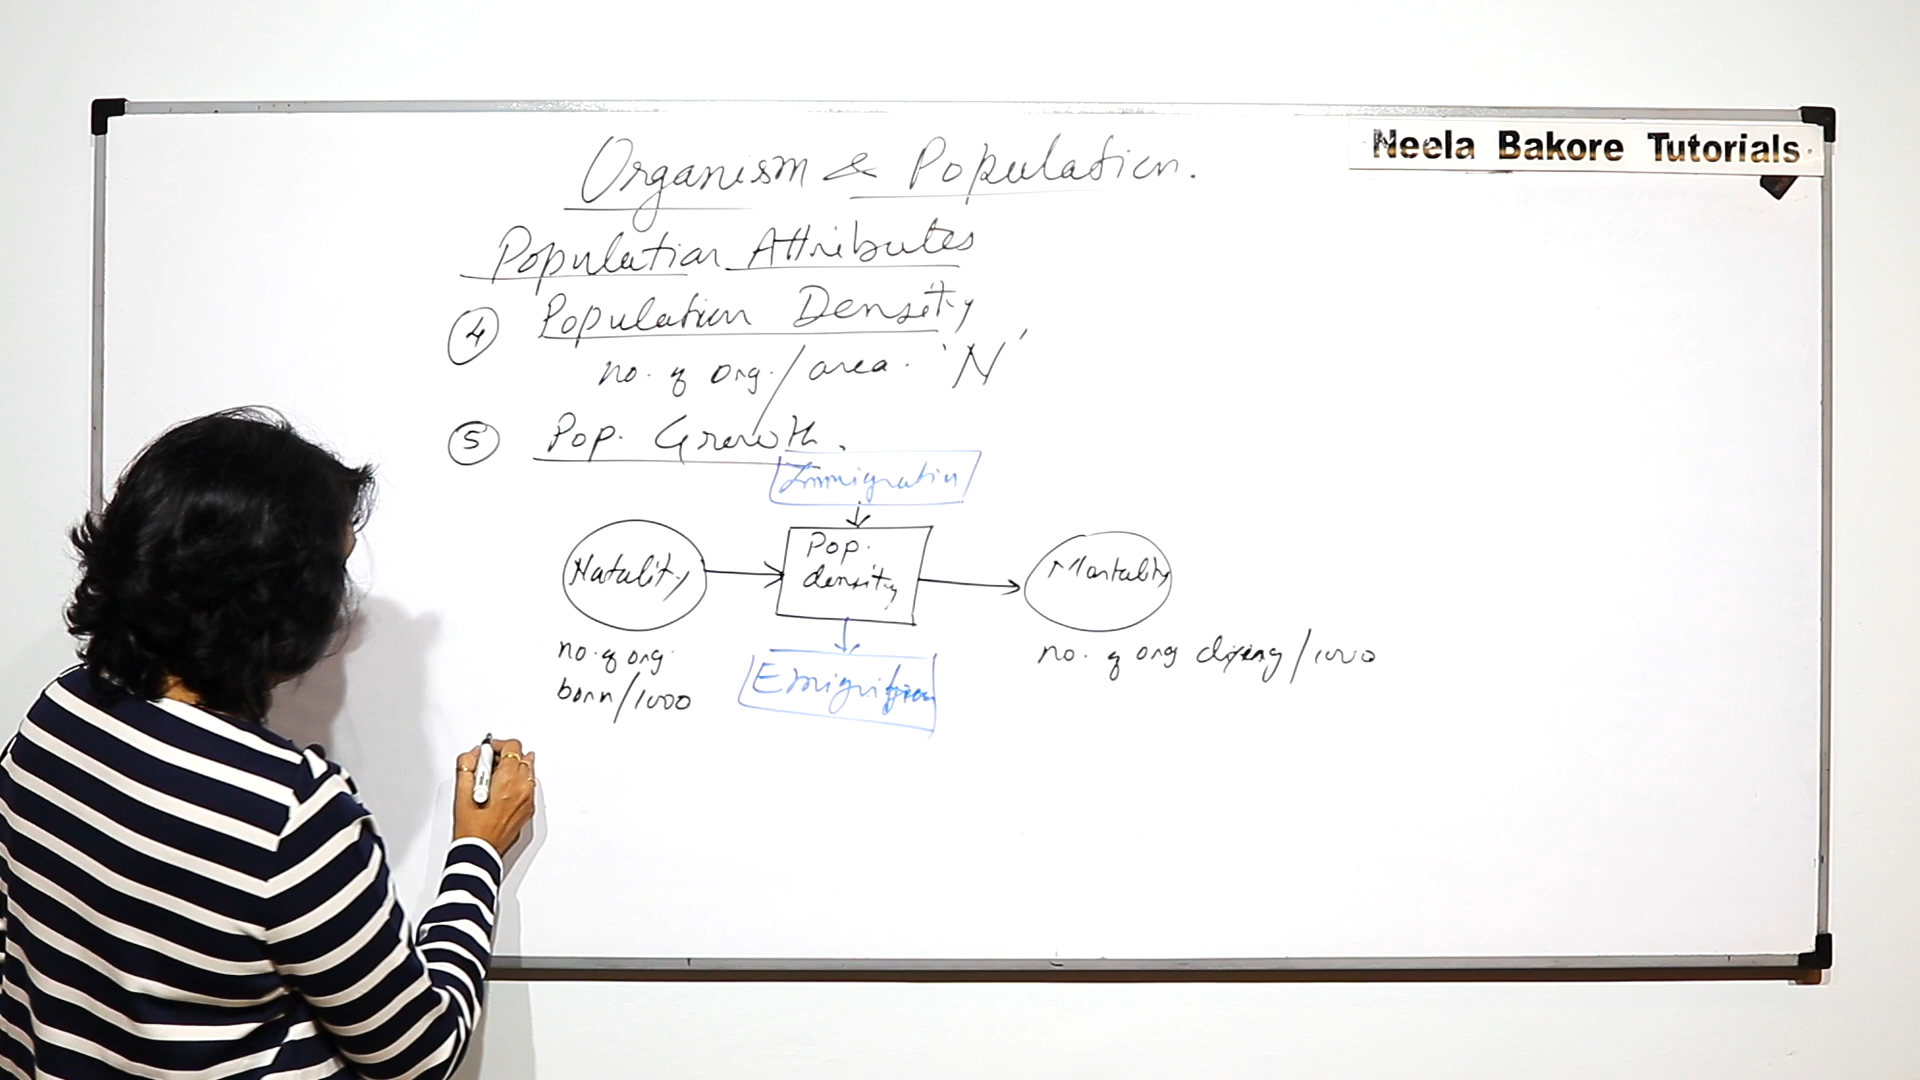 Neela Bakore Tutorials
Organism & Population.
Population Attributes
④ Population Density
no. of org./area. 'N'
⑤ Pop. Growth.
Immigration
Natality
Pop. density
Mortality
no. of org. born/1000
Emigration
no. of org dying/1000